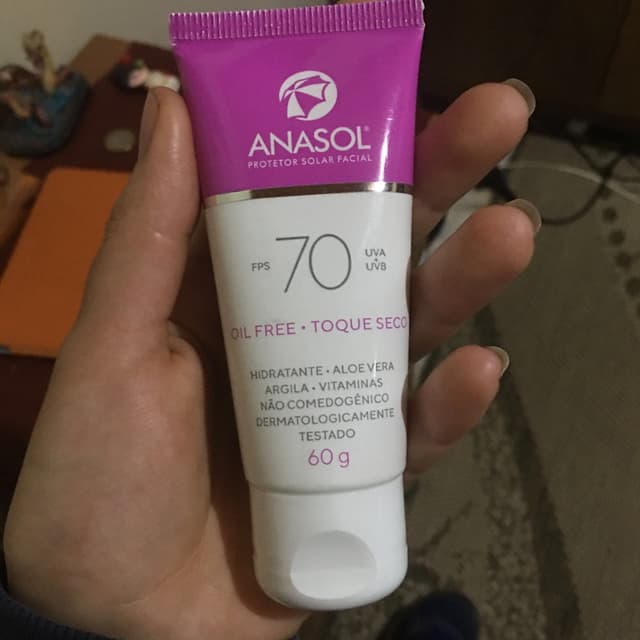 ANASOL®
PROTETOR SOLAR FACIAL
FPS 70 UVA + UVB
OIL FREE • TOQUE SECO
HIDRATANTE • ALOE VERA
ARGILA • VITAMINAS
NÃO COMEDOGÊNICO
DERMATOLOGICAMENTE
TESTADO
60 g